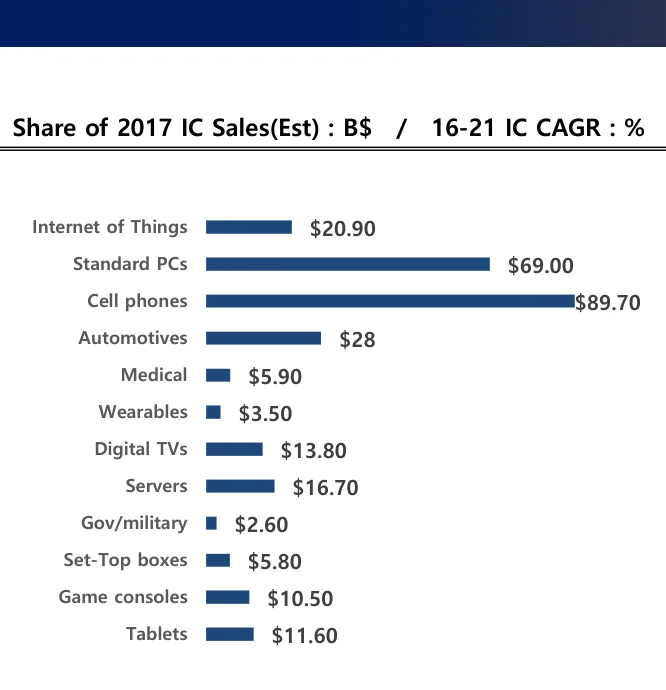 Share of 2017 IC Sales(Est) : B$ / 16-21 IC CAGR : %
Internet of Things $20.90
Standard PCs $69.00
Cell phones $89.70
Automotives $28
Medical $5.90
Wearables $3.50
Digital TVs $13.80
Servers $16.70
Gov/military $2.60
Set-Top boxes $5.80
Game consoles $10.50
Tablets $11.60